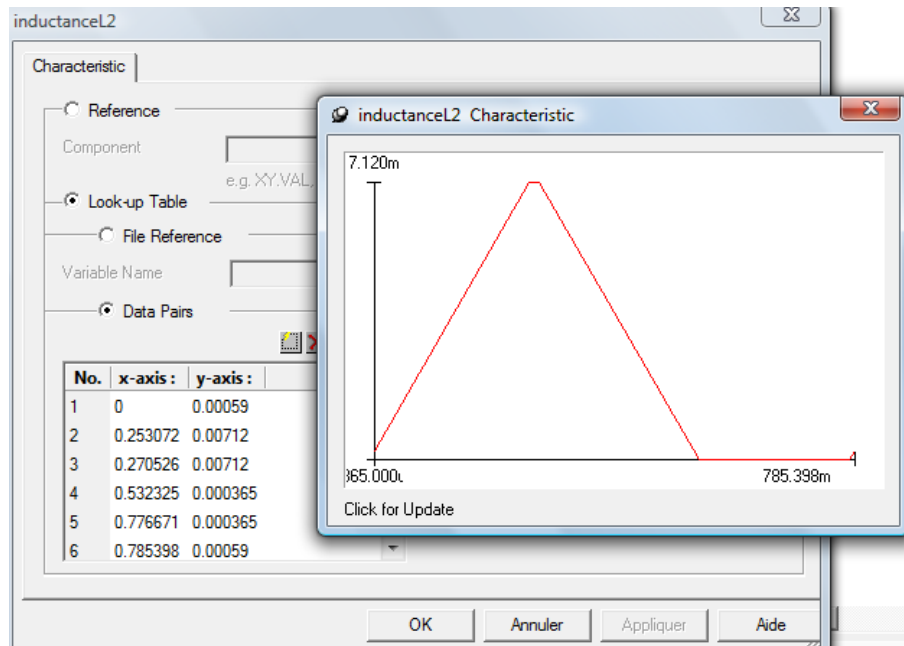 inductanceL2
Characteristic
Reference
Component
e.g. XY.VAL,
Look-up Table
File Reference
Variable Name
Data Pairs
No. x-axis : y-axis :
1 0 0.00059
2 0.253072 0.00712
3 0.270526 0.00712
4 0.532325 0.000365
5 0.776671 0.000365
6 0.785398 0.00059
inductanceL2 Characteristic
7.120m
785.398m
Click for Update
OK Annuler Appliquer Aide